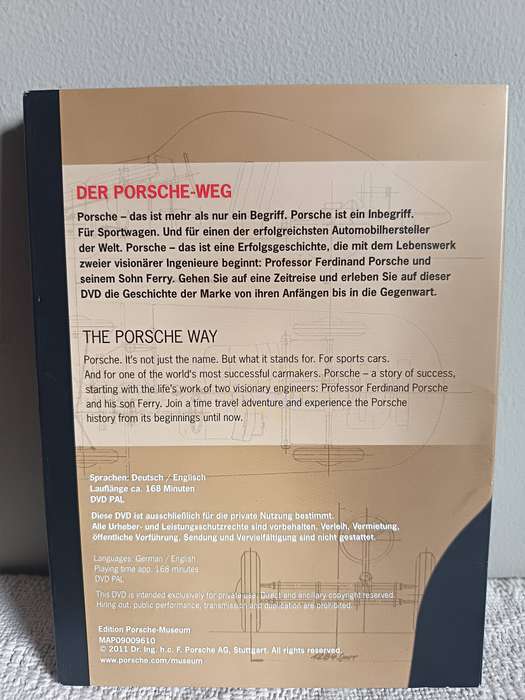 DER PORSCHE-WEG
Porsche – das ist mehr als nur ein Begriff. Porsche ist ein Inbegriff.
Für Sportwagen. Und für einen der erfolgreichsten Automobilhersteller
der Welt. Porsche – das ist eine Erfolgsgeschichte, die mit dem Lebenswerk
zweier visionärer Ingenieure beginnt: Professor Ferdinand Porsche und
seinem Sohn Ferry. Gehen Sie auf eine Zeitreise und erleben Sie auf dieser
DVD die Geschichte der Marke von ihren Anfängen bis in die Gegenwart.
THE PORSCHE WAY
Porsche. It's not just the name. But what it stands for. For sports cars.
And for one of the world's most successful carmakers. Porsche – a story of success,
starting with the life's work of two visionary engineers: Professor Ferdinand Porsche
and his son Ferry. Join a time travel adventure and experience the Porsche
history from its beginnings until now.
Sprachen: Deutsch / Englisch
Lauflänge ca. 168 Minuten
DVD PAL
Diese DVD ist ausschließlich für die private Nutzung bestimmt.
Alle Urheber- und Leistungsschutzrechte sind vorbehalten. Verleih, Vermietung,
öffentliche Vorführung, Sendung und Vervielfältigung sind nicht gestattet.
Languages: German / English
Playing time app. 168 minutes
DVD PAL
This DVD is intended exclusively for private use. Direct and ancillary copyright reserved.
Hiring out, public performance, transmission and duplication are prohibited.
Edition Porsche-Museum
MAP09009610
© 2011 Dr. Ing. h.c. F. Porsche AG, Stuttgart. All rights reserved.
www.porsche.com/museum